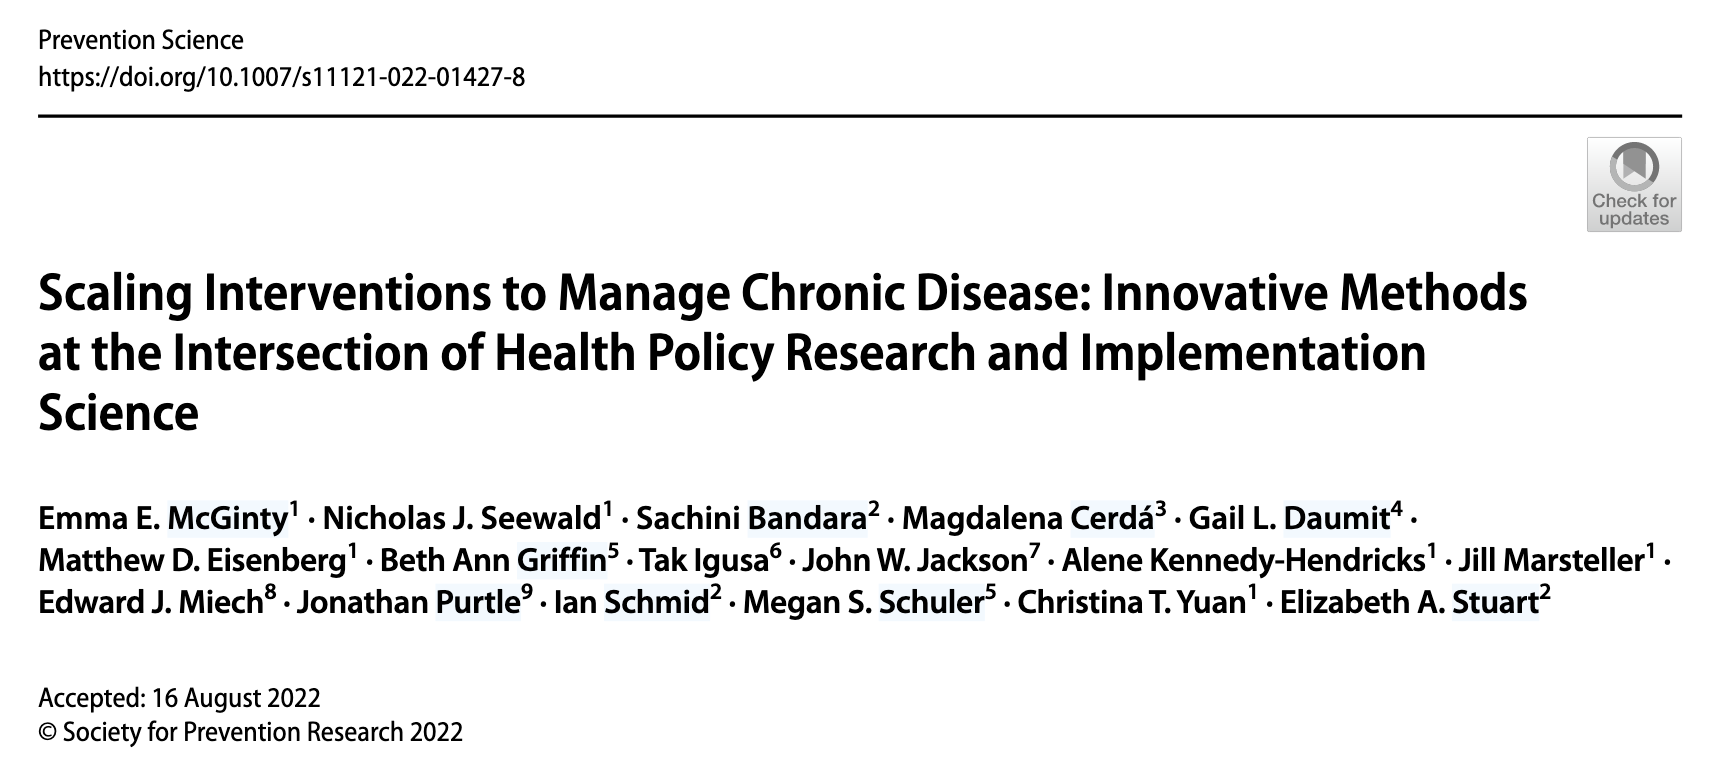 Prevention Science
https://doi.org/10.1007/s11121-022-01427-8
Check for
updates
Scaling Interventions to Manage Chronic Disease: Innovative Methods
at the Intersection of Health Policy Research and Implementation
Science
Emma E. McGinty1 · Nicholas J. Seewald1 · Sachini Bandara2 · Magdalena Cerdá3 · Gail L. Daumit4 ·
Matthew D. Eisenberg1 · Beth Ann Griffin5 · Tak Igusa6 · John W. Jackson7 · Alene Kennedy-Hendricks1 · Jill Marsteller1 ·
Edward J. Miech8 · Jonathan Purtle9 · Ian Schmid2 · Megan S. Schuler5 · Christina T. Yuan1 · Elizabeth A. Stuart2
Accepted: 16 August 2022
© Society for Prevention Research 2022